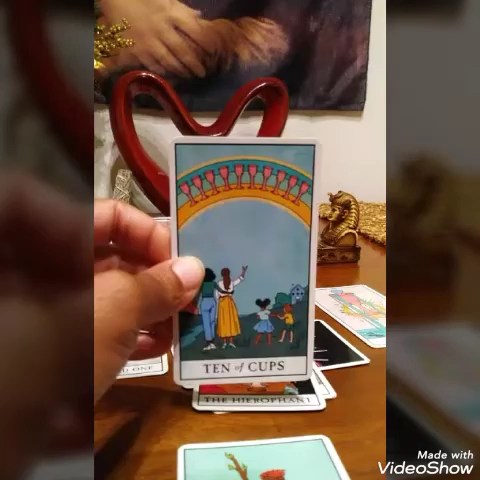 TEN of CUPS
D ONE
THE HIEROPHANT
Made with
VideoShow